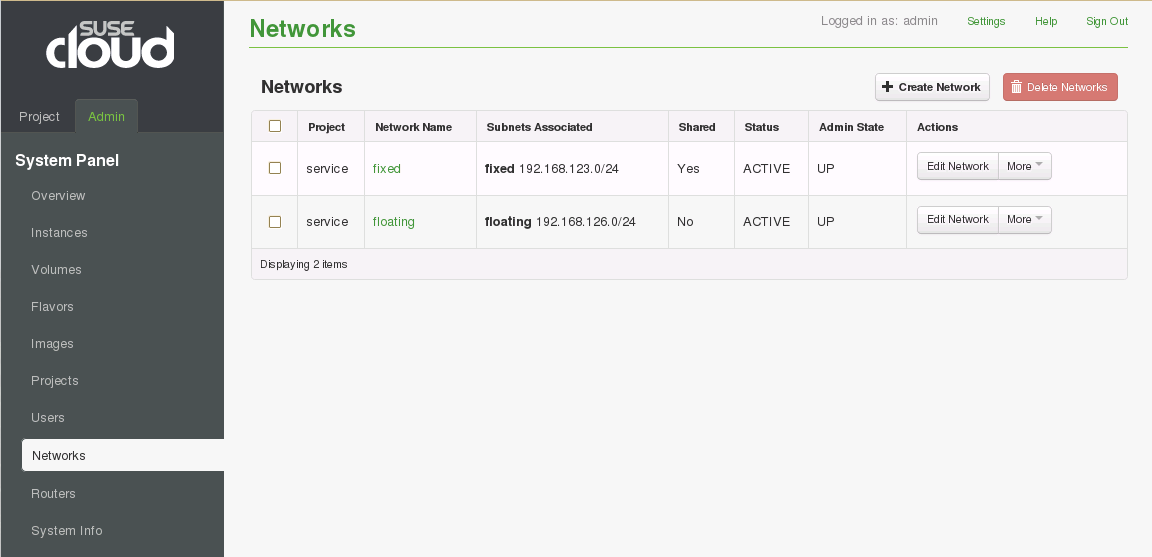 SUSE
cloud
Project Admin
System Panel
Overview
Instances
Volumes
Flavors
Images
Projects
Users
Networks
Routers
System Info
Networks
Logged in as: admin Settings Help Sign Out
Networks
Create Network Delete Networks
Project Network Name Subnets Associated Shared Status Admin State Actions
service fixed fixed 192.168.123.0/24 Yes ACTIVE UP Edit Network More
service floating floating 192.168.126.0/24 No ACTIVE UP Edit Network More
Displaying 2 items